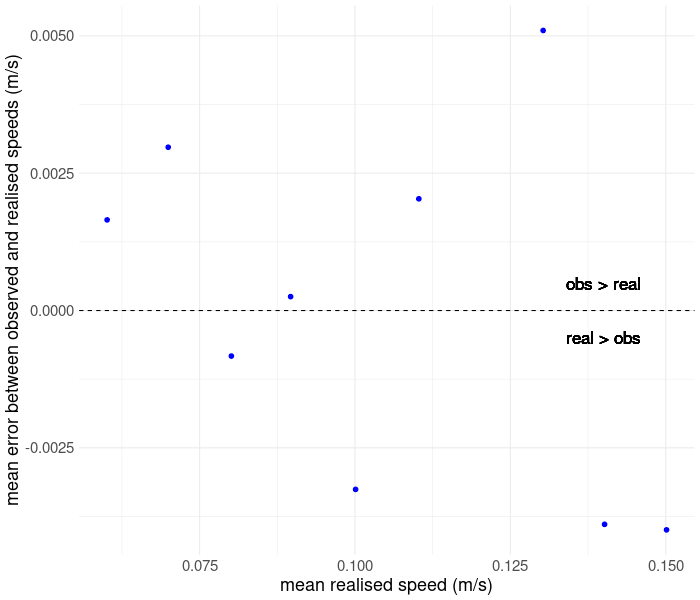 mean error between observed and realised speeds (m/s)
0.0050
0.0025
0.0000
-0.0025
obs > real
real > obs
0.075
0.100
0.125
0.150
mean realised speed (m/s)